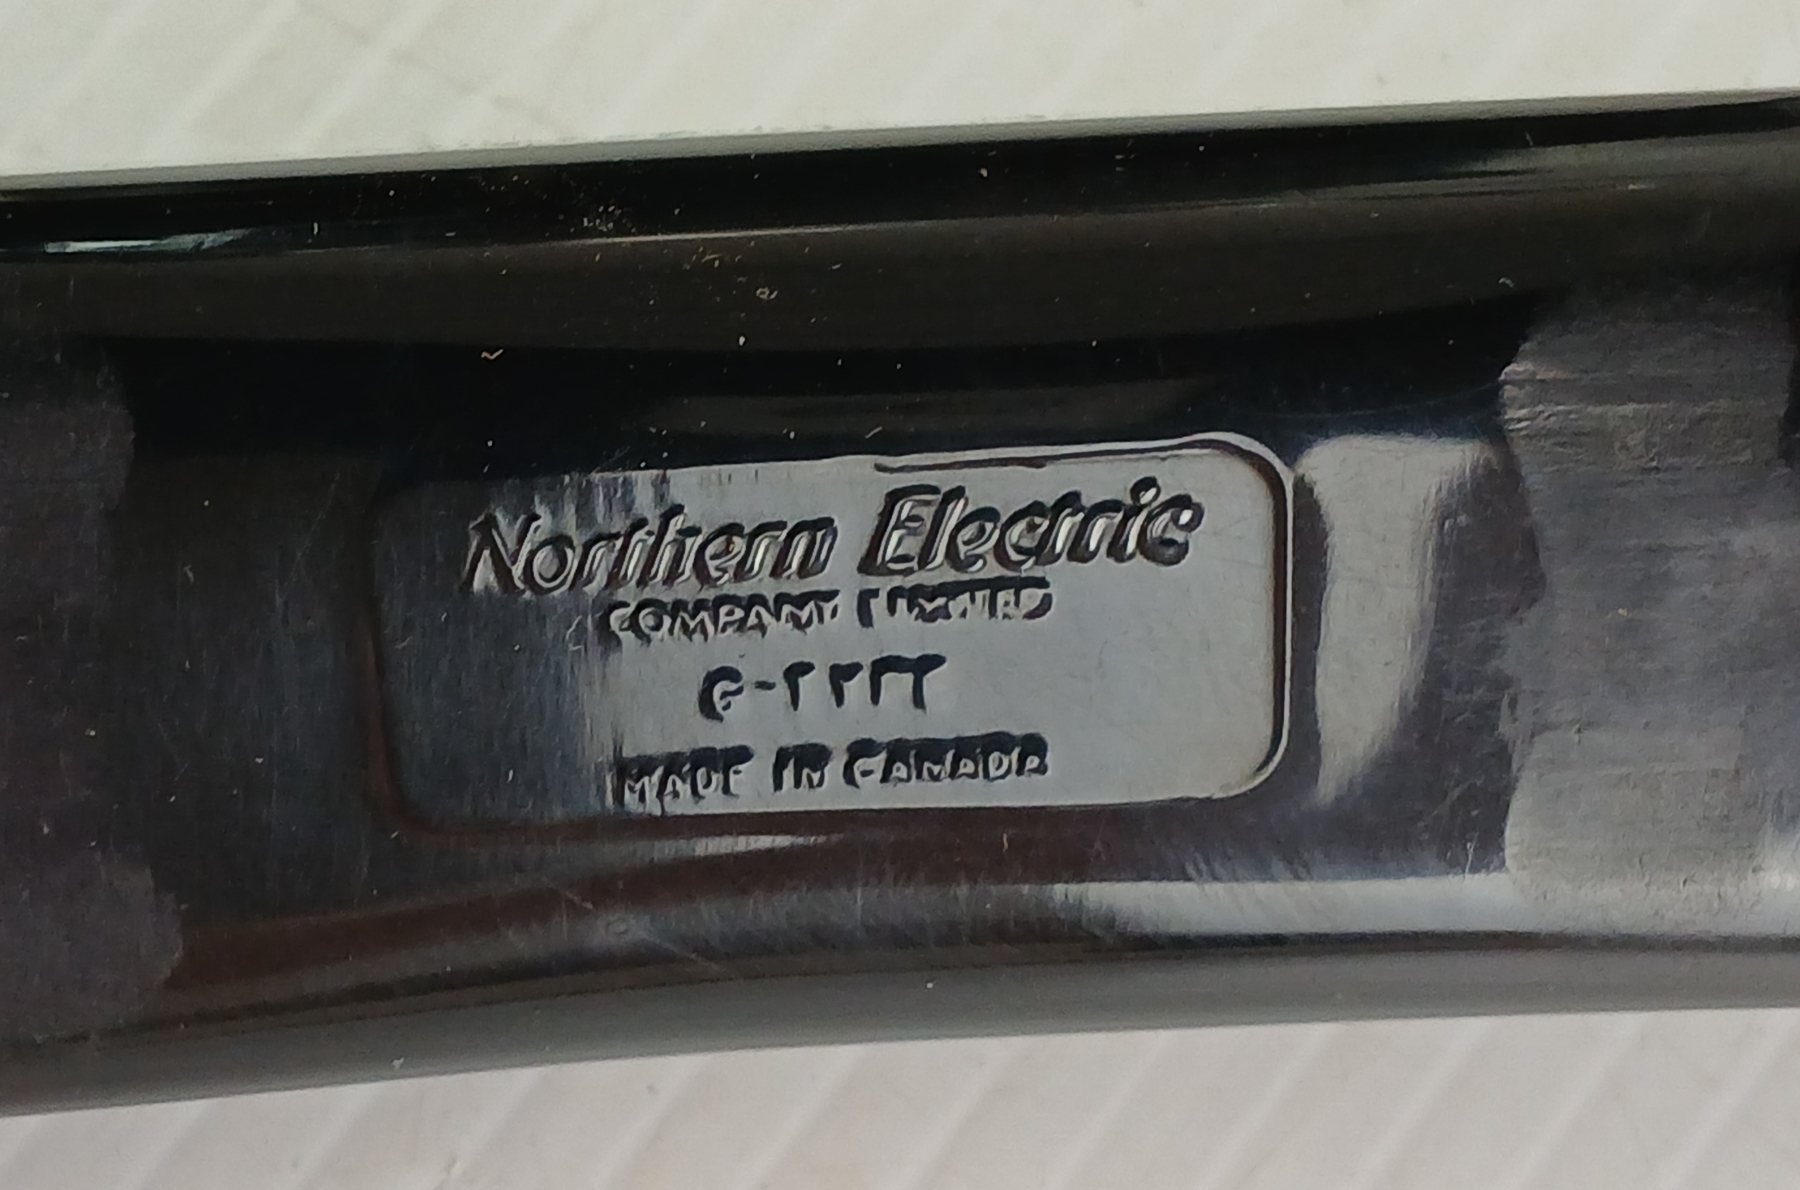 Northern Electric
COMPANY LIMITED
MADE IN CANADA